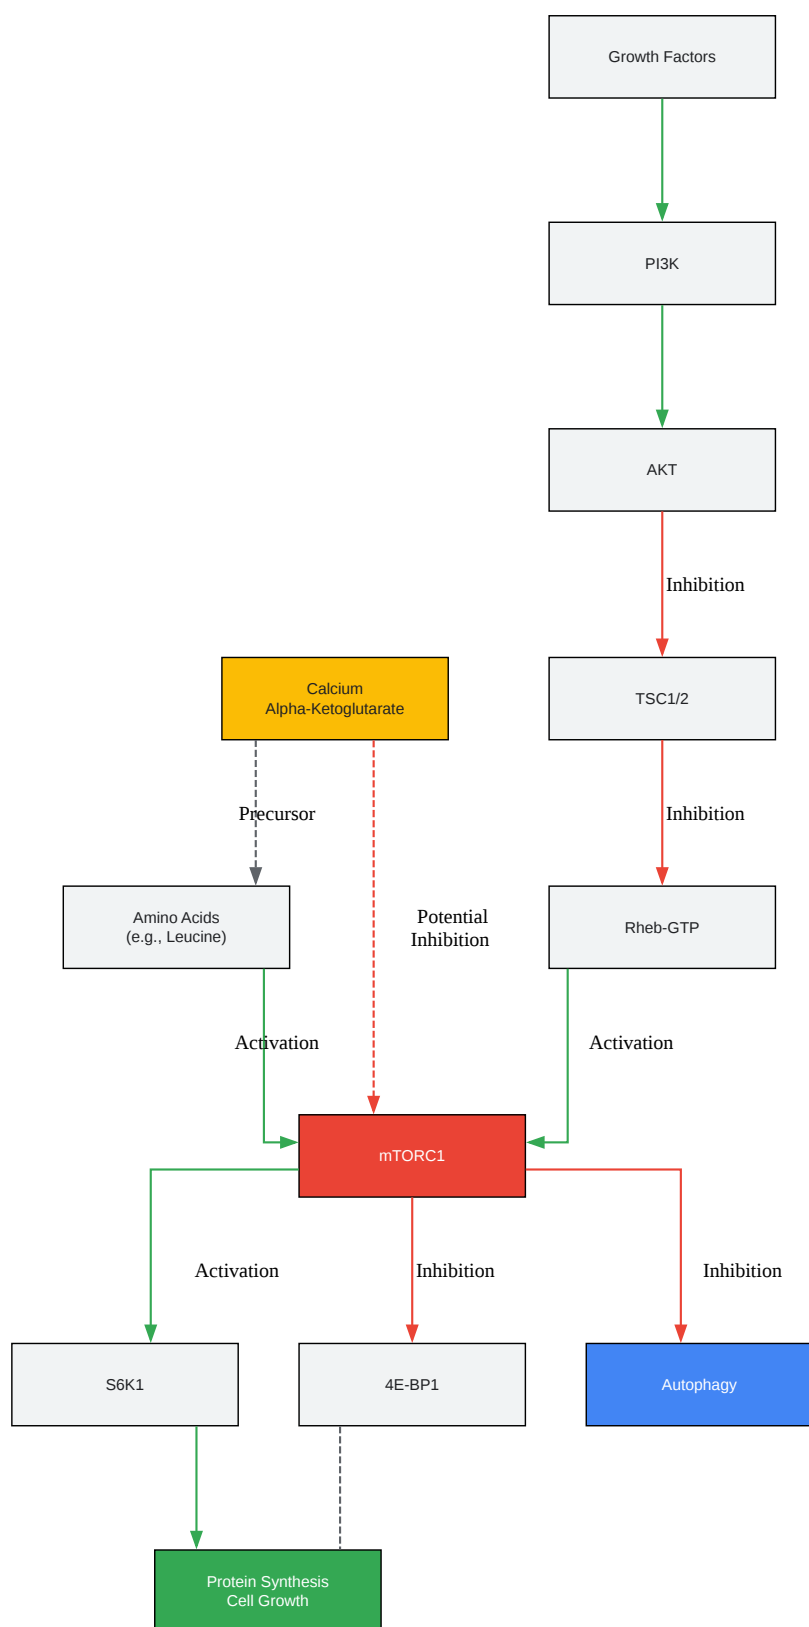 Growth Factors
PI3K
AKT
Inhibition
Calcium
Alpha-Ketoglutarate
TSC1/2
Precursor
Inhibition
Amino Acids
(e.g., Leucine)
Potential
Inhibition
Rheb-GTP
Activation
Activation
mTORC1
Activation
Inhibition
Inhibition
S6K1
4E-BP1
Autophagy
Protein Synthesis
Cell Growth